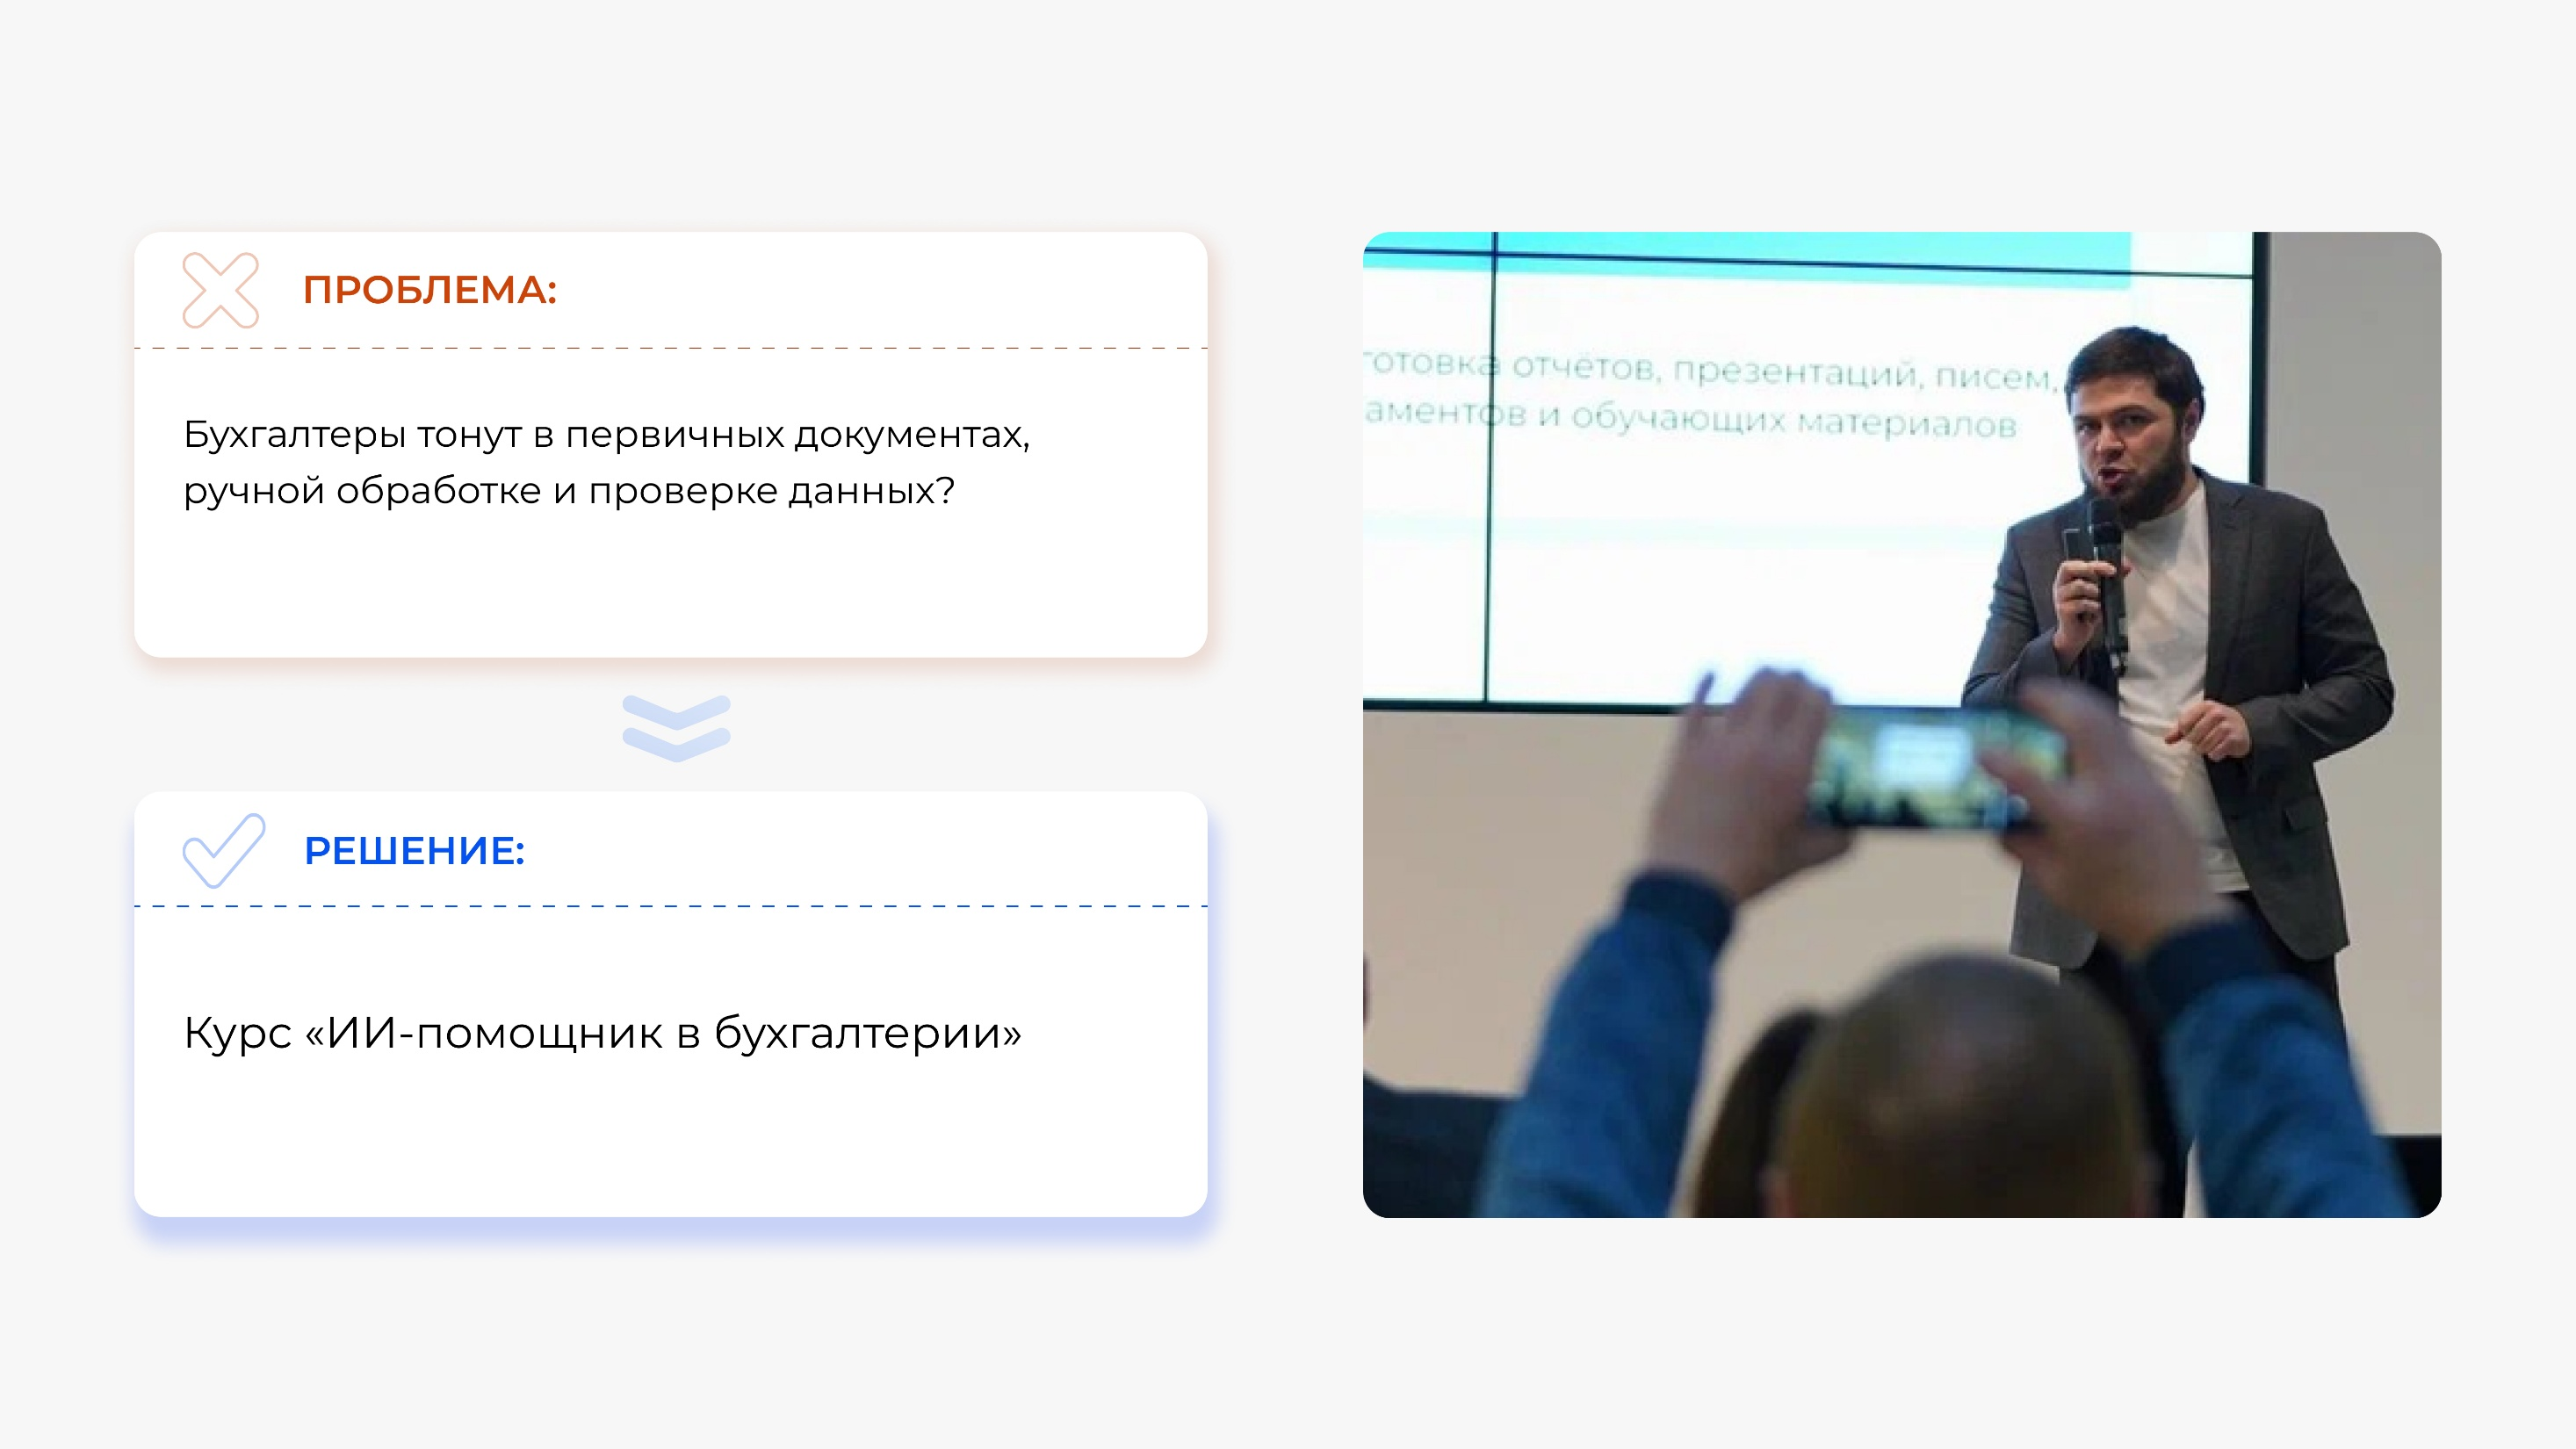 ПРОБЛЕМА:
Бухгалтеры тонут в первичных документах,
ручной обработке и проверке данных?
РЕШЕНИЕ:
Курс «ИИ-помощник в бухгалтерии»
отчётов, презентаций, писем,
и обучающих материалов